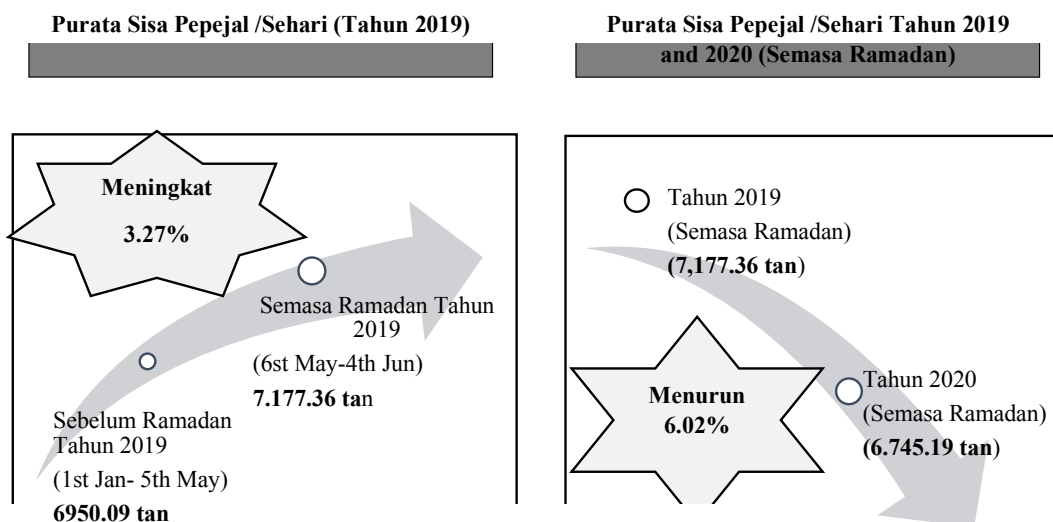 Purata Sisa Pepejal /Sehari (Tahun 2019)
Meningkat
3.27%
Semasa Ramadan Tahun
2019
(6st May-4th Jun)
7.177.36 tan
Sebelum Ramadan
Tahun 2019
(1st Jan- 5th May)
6950.09 tan
Purata Sisa Pepejal /Sehari Tahun 2019
and 2020 (Semasa Ramadan)
Tahun 2019
(Semasa Ramadan)
(7,177.36 tan)
Menurun
6.02%
Tahun 2020
(Semasa Ramadan)
(6.745.19 tan)